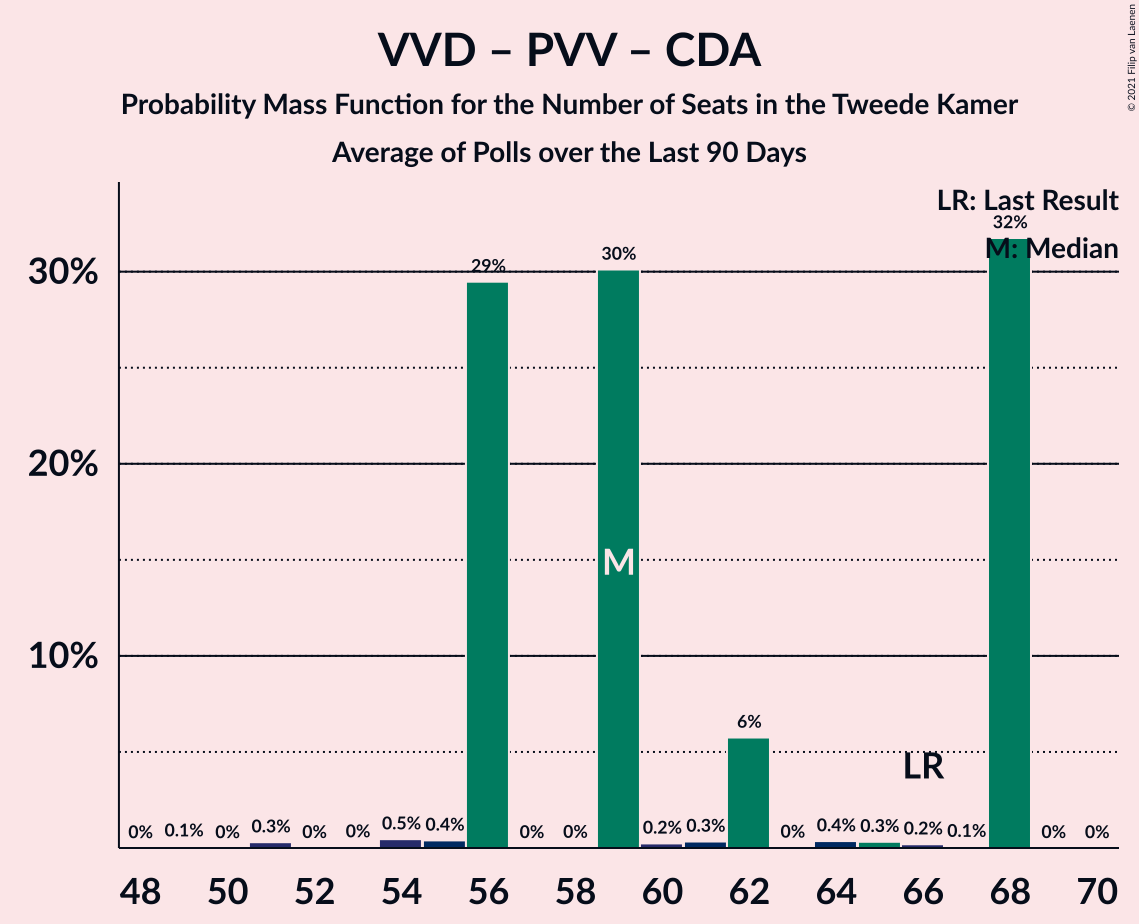 VVD – PVV – CDA
Probability Mass Function for the Number of Seats in the Tweede Kamer
Average of Polls over the Last 90 Days
© 2021 Filip van Laenen
LR: Last Result
M: Median
30%
20%
10%
0% 0.1% 0% 0.3% 0% 0% 0.5% 0.4% 29% 0% 0% 30% 0.2% 0.3% 6% 0% 0.4% 0.3% 0.2% 0.1% 32% 0% 0%
M
LR
48 50 52 54 56 58 60 62 64 66 68 70